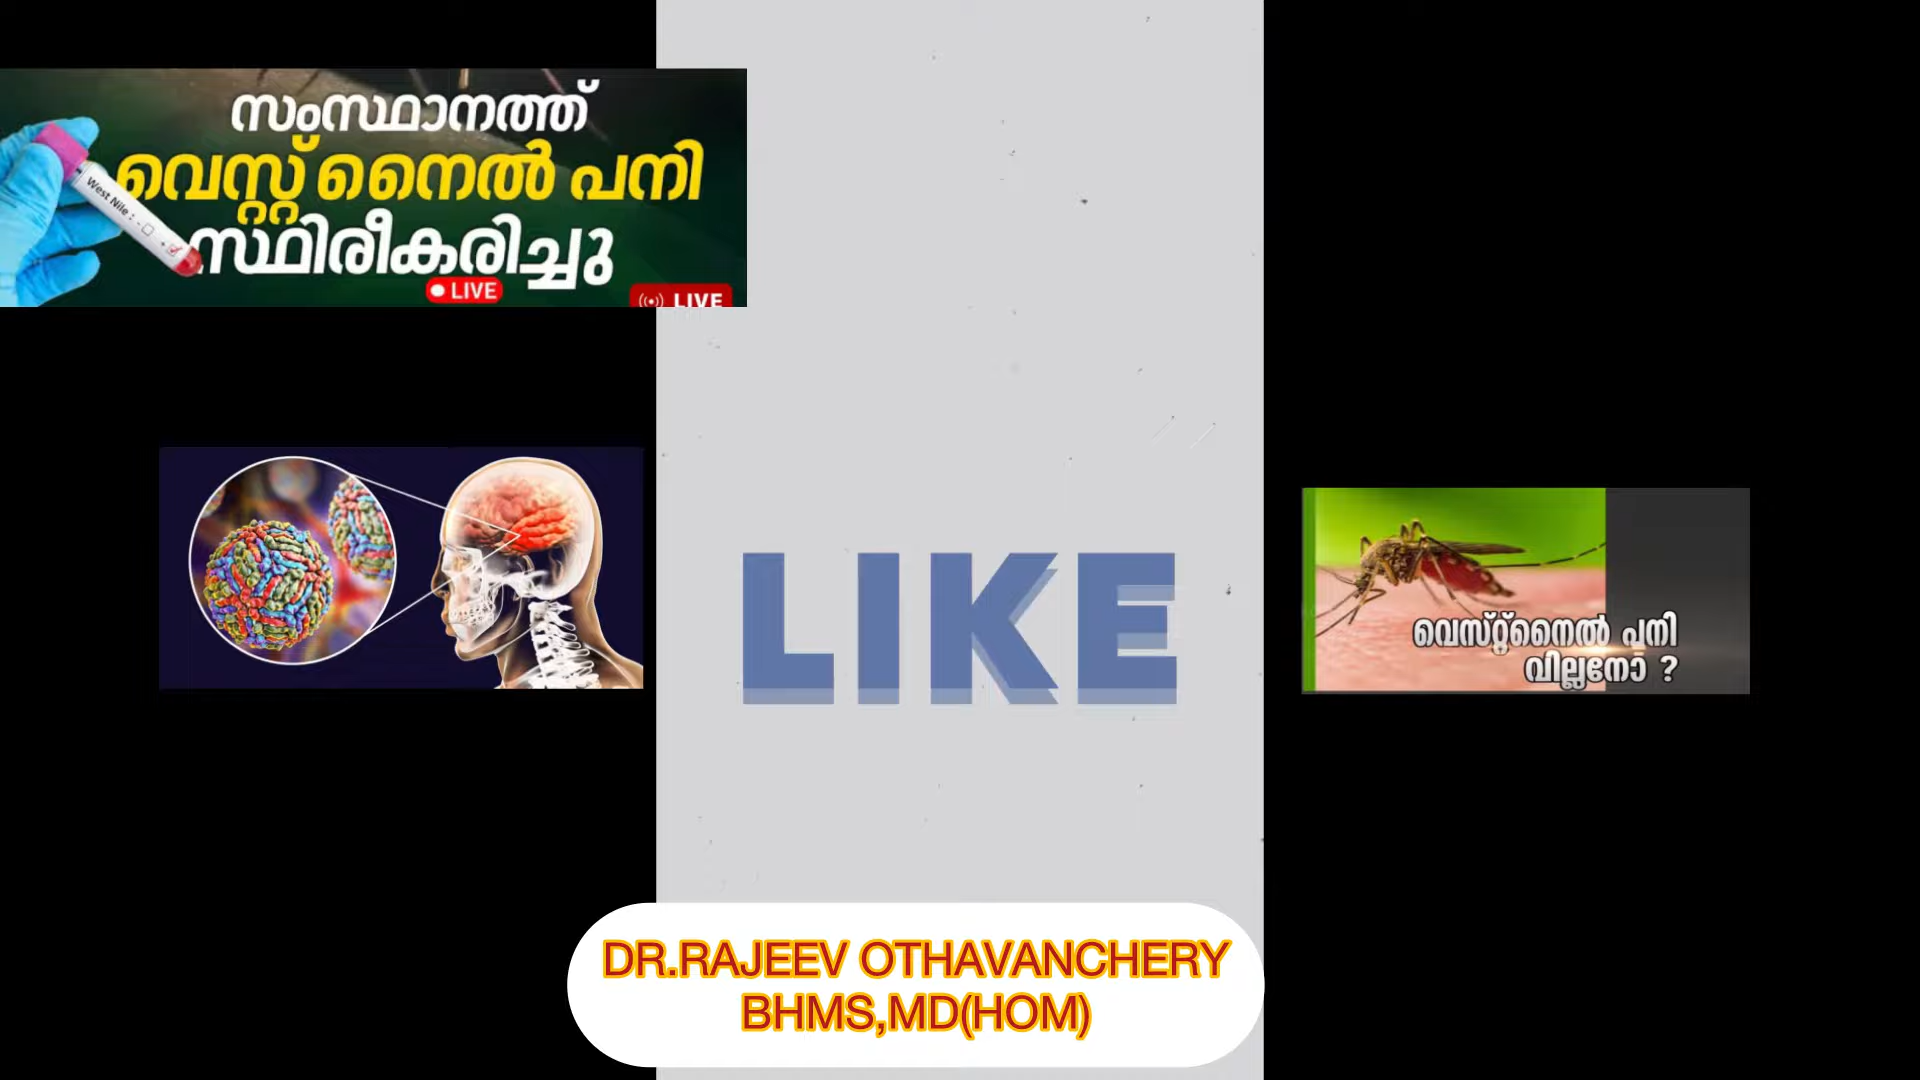 സംസ്ഥാനത്ത്
വെസ്റ്റ് നൈൽ പനി
സ്ഥിരീകരിച്ചു
West Nile : -
+
LIVE
LIVE
LIKE
വെസ്റ്റ്നൈൽ പനി
വില്ലനോ ?
DR.RAJEEV OTHAVANCHERY
BHMS,MD(HOM)